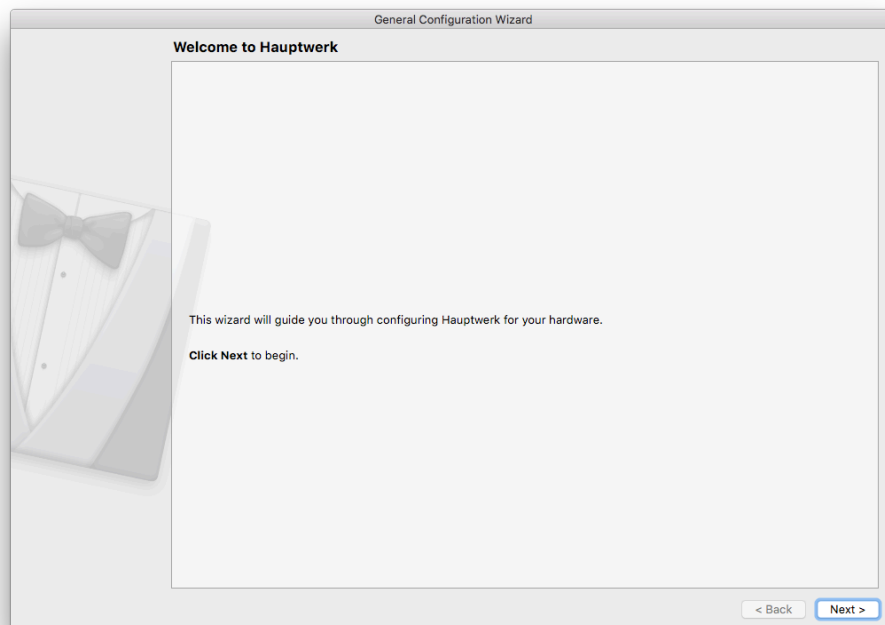 General Configuration Wizard
Welcome to Hauptwerk
This wizard will guide you through configuring Hauptwerk for your hardware.
Click Next to begin.
< Back
Next >